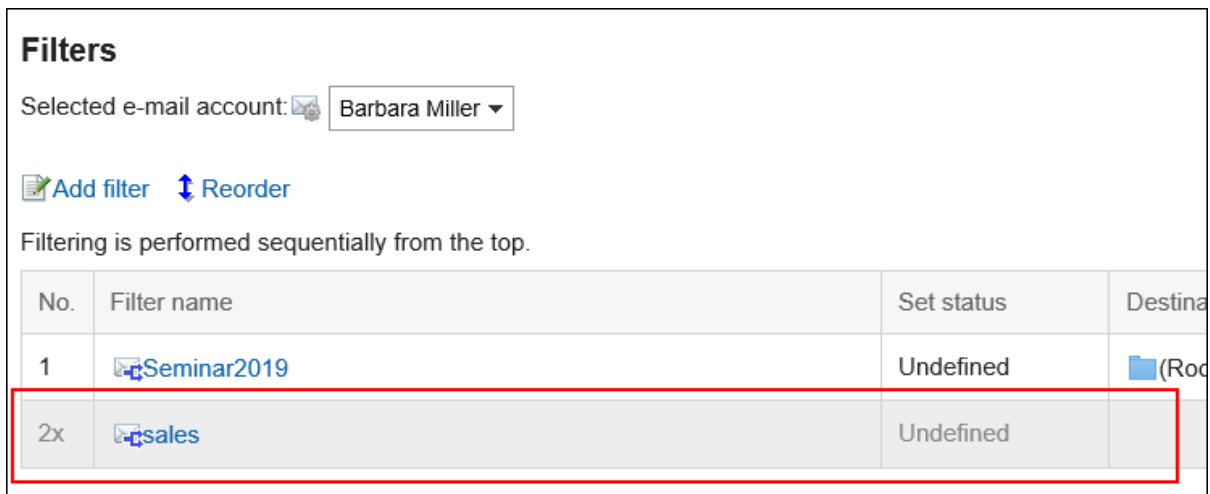 Filters
Selected e-mail account: Barbara Miller
Add filter Reorder
Filtering is performed sequentially from the top.
No. Filter name Set status Destina
1 Seminar2019 Undefined (Roo
2x sales Undefined